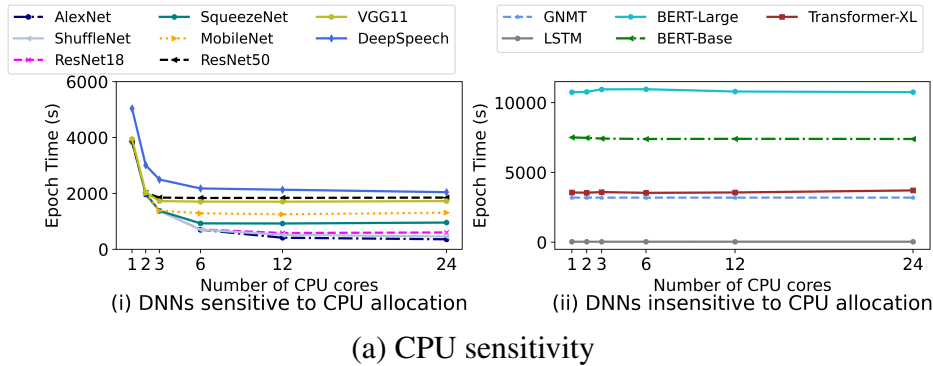 AlexNet
ShuffleNet
ResNet18
SqueezeNet
MobileNet
ResNet50
VGG11
DeepSpeech
GNMT
LSTM
BERT-Large
BERT-Base
Transformer-XL
Epoch Time (s)
6000
4000
2000
0
1 2 3 6 12 24
Number of CPU cores
(i) DNNs sensitive to CPU allocation
Epoch Time (s)
10000
5000
0
1 2 3 6 12 24
Number of CPU cores
(ii) DNNs insensitive to CPU allocation
(a) CPU sensitivity